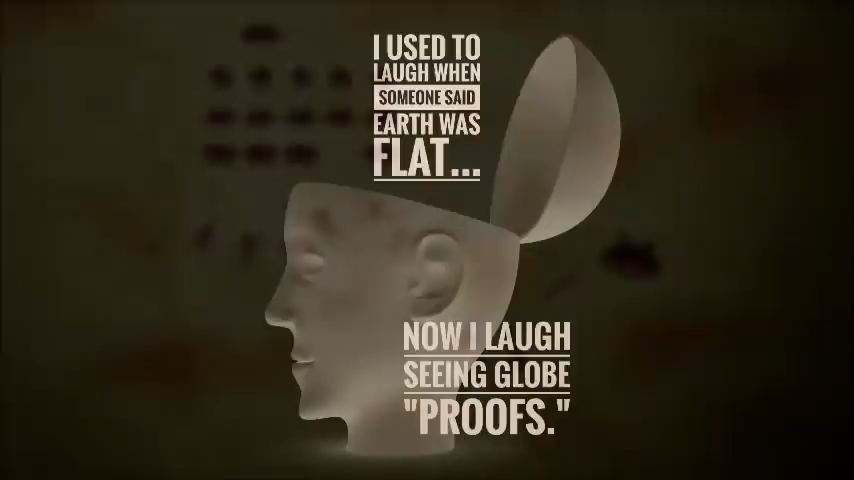 I USED TO
LAUGH WHEN
SOMEONE SAID
EARTH WAS
FLAT...
NOW I LAUGH
SEEING GLOBE
"PROOFS."